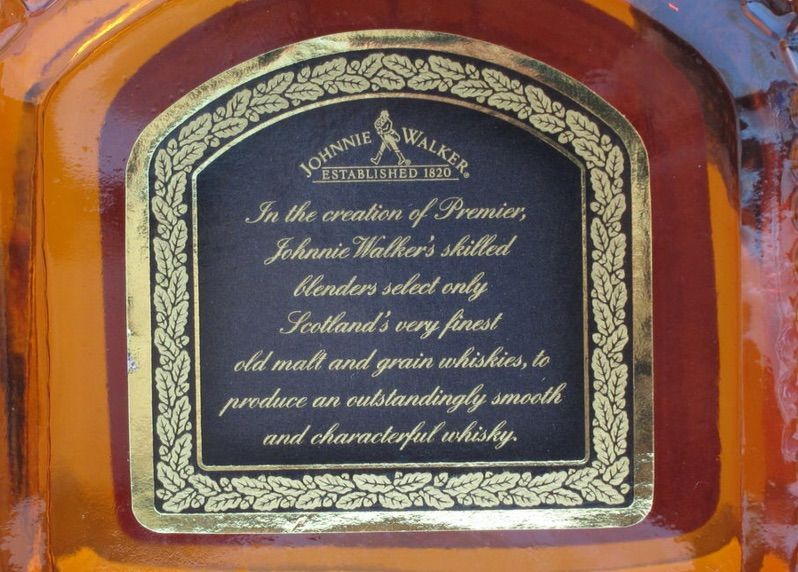 JOHNNIE WALKER®
ESTABLISHED 1820
In the creation of Premier,
Johnnie Walker's skilled
blenders select only
Scotland's very finest
old malt and grain whiskies, to
produce an outstandingly smooth
and characterful whisky.